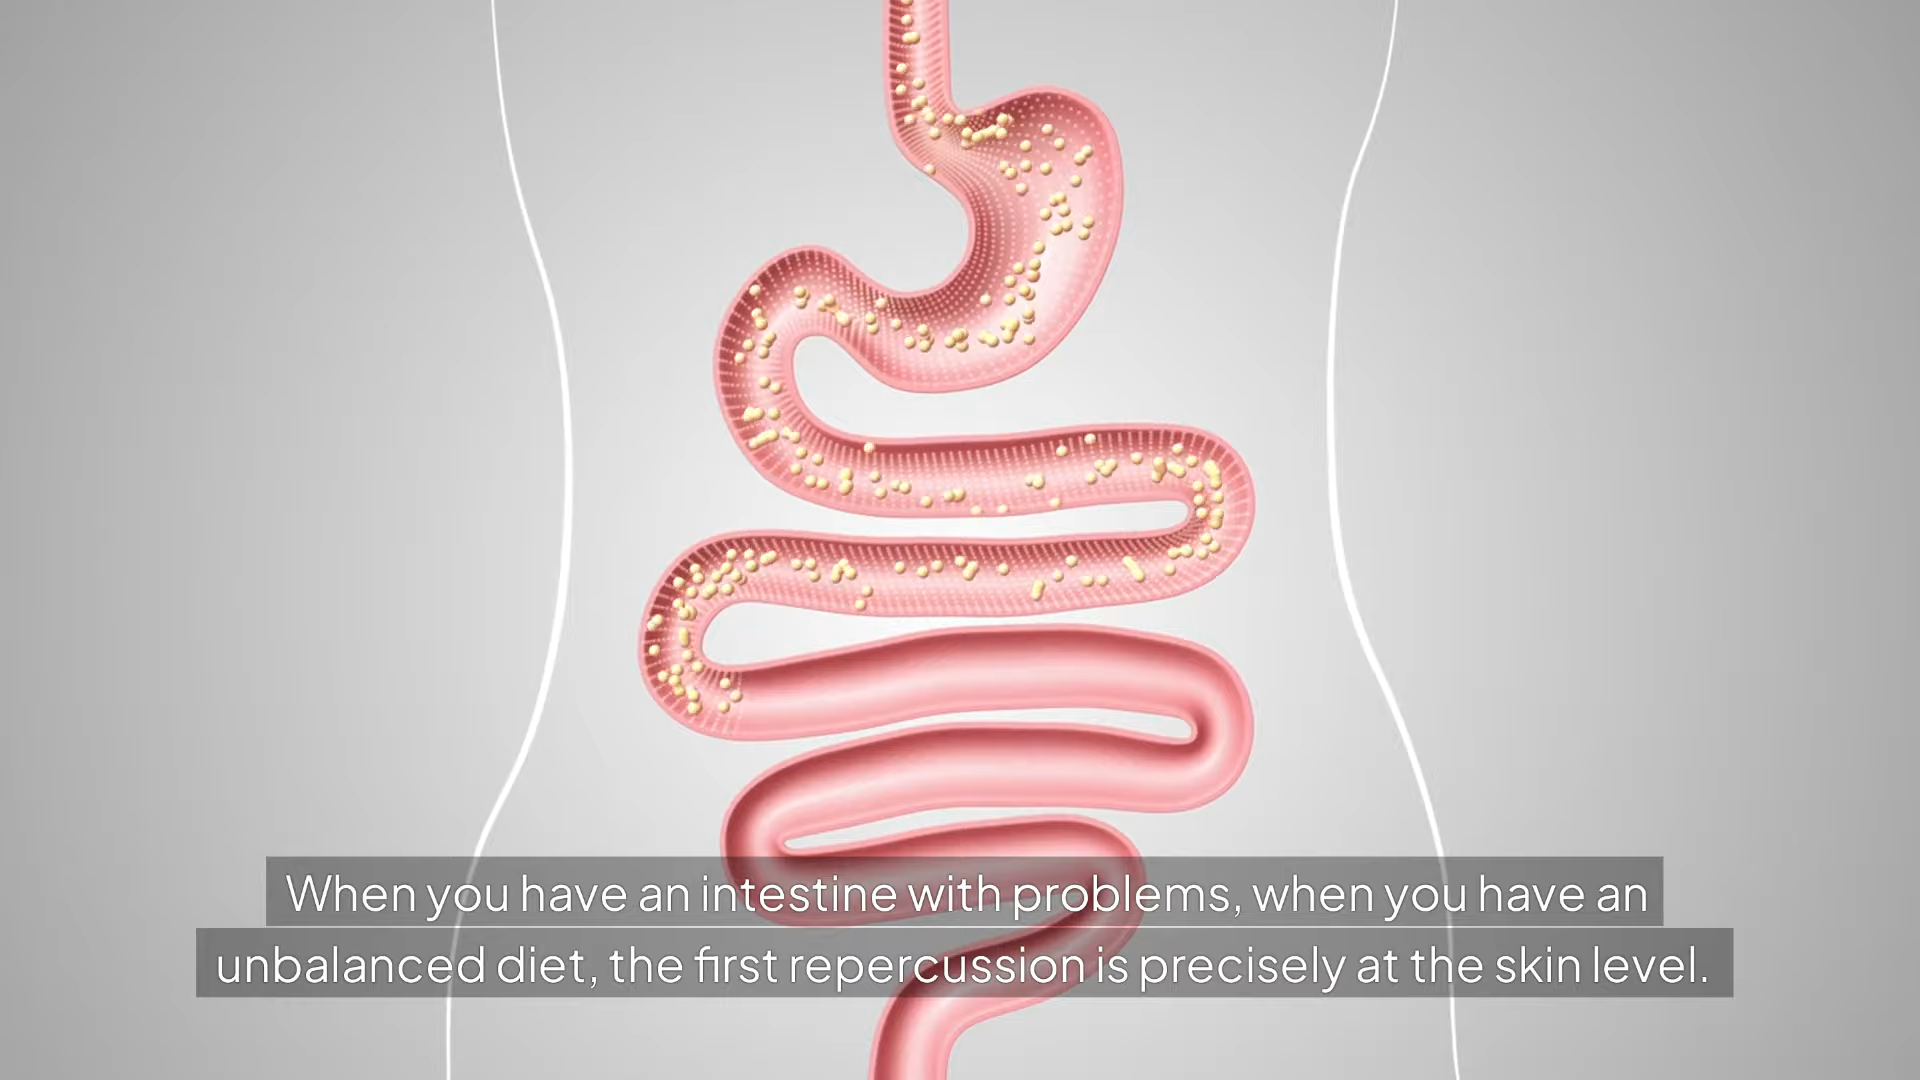 When you have an intestine with problems, when you have an
unbalanced diet, the first repercussion is precisely at the skin level.